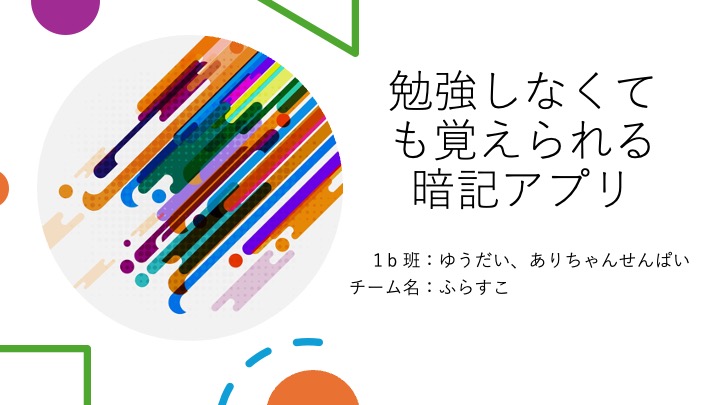 勉強しなくて
も覚えられる
暗記アプリ
１ｂ班：ゆうだい、ありちゃんせんぱい
チーム名：ふらすこ